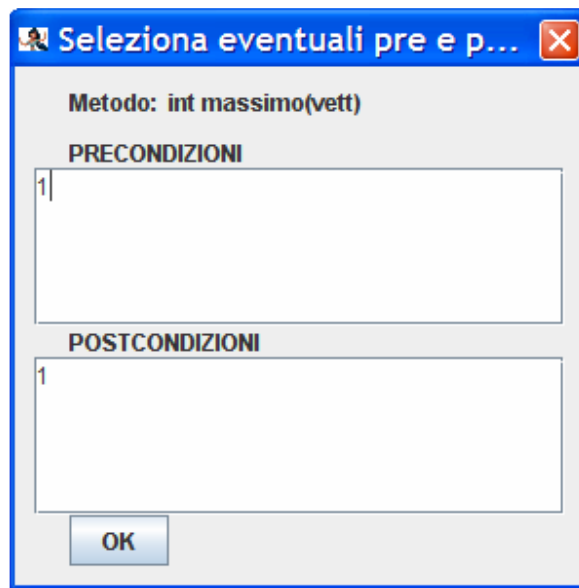 Seleziona eventuali pre e p...
Metodo: int massimo(vett)
PRECONDIZIONI
1
POSTCONDIZIONI
1
OK